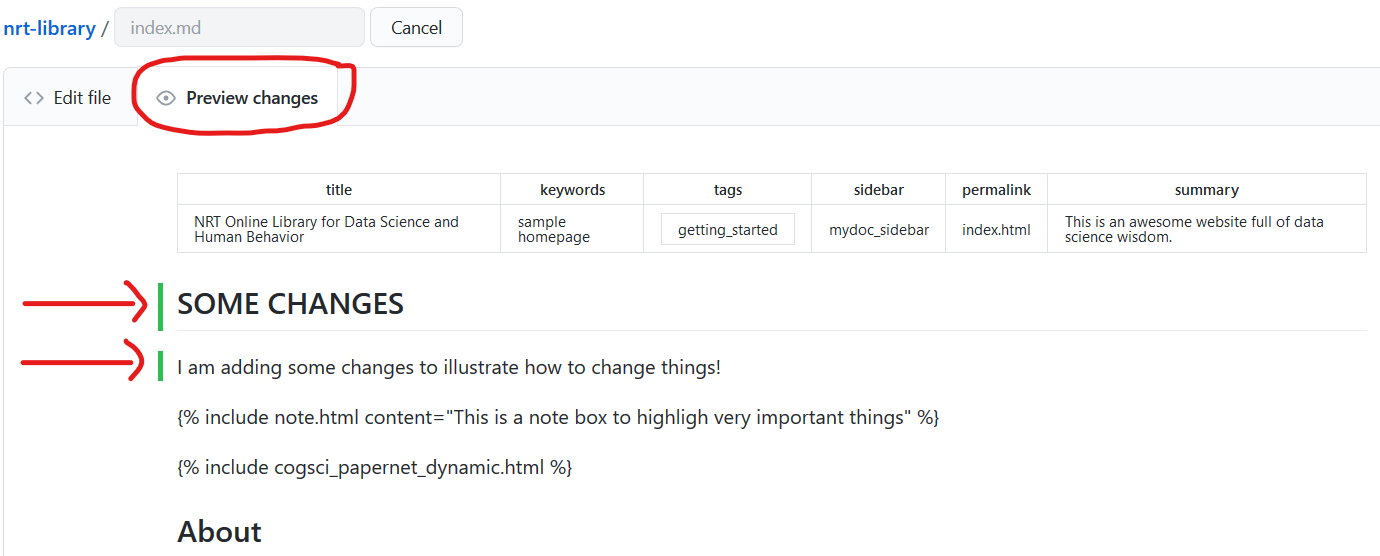 nrt-library / index.md Cancel
<> Edit file Preview changes
title keywords tags sidebar permalink summary
NRT Online Library for Data Science and Human Behavior sample homepage getting_started mydoc_sidebar index.html This is an awesome website full of data science wisdom.
SOME CHANGES
I am adding some changes to illustrate how to change things!
{% include note.html content="This is a note box to highligh very important things" %}
{% include cogsci_papernet_dynamic.html %}
About